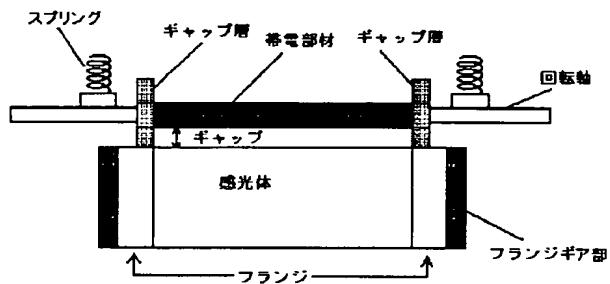 スプリング
ギャップ層
帯電部材
ギャップ層
回転軸
ギャップ
感光体
フランジギア部
フランジ